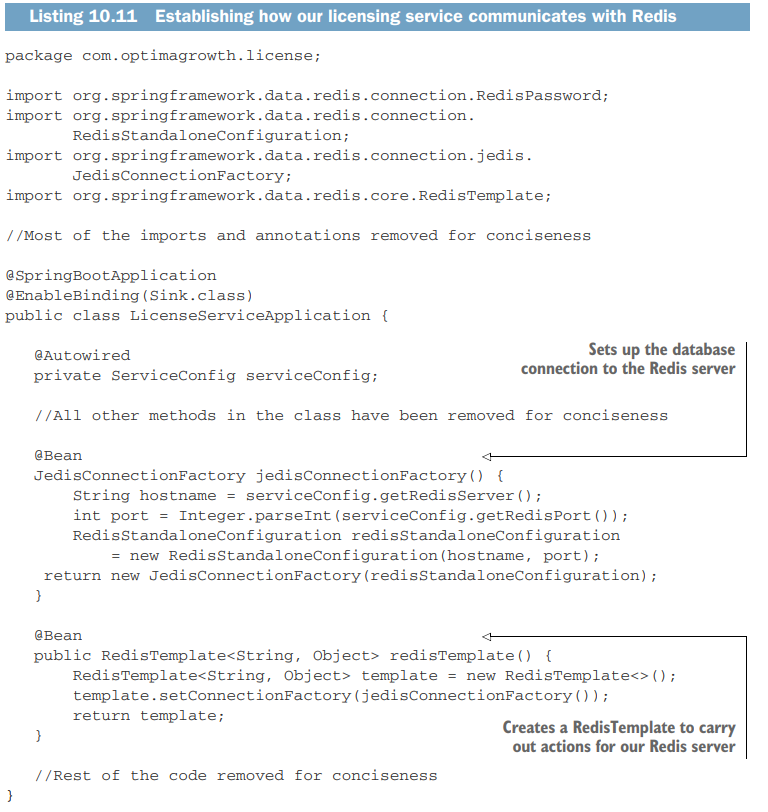 Listing 10.11 Establishing how our licensing service communicates with Redis
package com.optimagrowth.license;
import org.springframework.data.redis.connection.RedisPassword;
import org.springframework.data.redis.connection.
RedisStandaloneConfiguration;
import org.springframework.data.redis.connection.jedis.
JedisConnectionFactory;
import org.springframework.data.redis.core.RedisTemplate;
//Most of the imports and annotations removed for conciseness
@SpringBootApplication
@EnableBinding(Sink.class)
public class LicenseServiceApplication {
@Autowired
private ServiceConfig serviceConfig;
Sets up the database
connection to the Redis server
//All other methods in the class have been removed for conciseness
@Bean
JedisConnectionFactory jedisConnectionFactory() {
String hostname = serviceConfig.getRedisServer();
int port = Integer.parseInt(serviceConfig.getRedisPort());
RedisStandaloneConfiguration redisStandaloneConfiguration
= new RedisStandaloneConfiguration(hostname, port);
return new JedisConnectionFactory(redisStandaloneConfiguration);
}
@Bean
public RedisTemplate<String, Object> redisTemplate() {
RedisTemplate<String, Object> template = new RedisTemplate<>();
template.setConnectionFactory(jedisConnectionFactory());
return template;
}
Creates a RedisTemplate to carry
out actions for our Redis server
//Rest of the code removed for conciseness
}